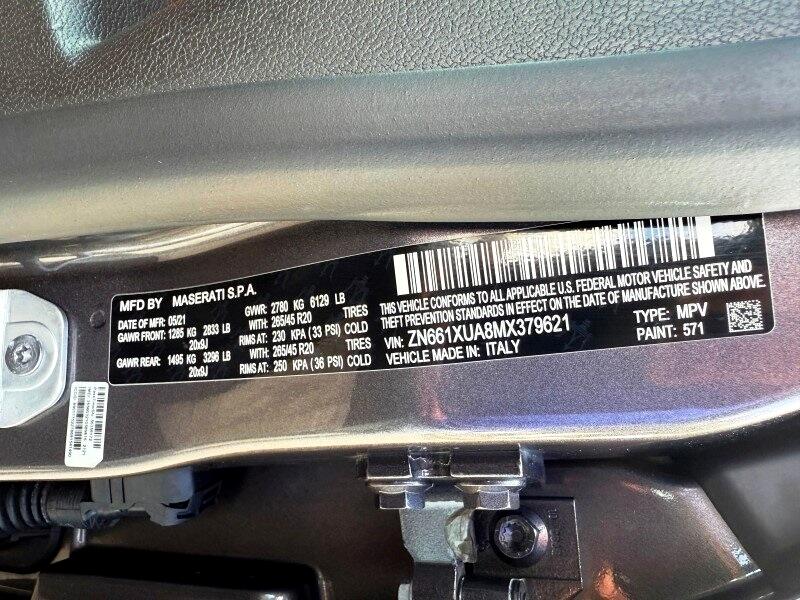 MFD BY MASERATI S.P.A.
DATE OF MFR: 05/21 GVWR: 2780 KG 6129 LB
GAWR FRONT: 1285 KG 2833 LB WITH: 265/45 R20 TIRES
20x9J RIMS AT: 230 KPA (33 PSI) COLD
GAWR REAR: 1495 KG 3296 LB WITH: 265/45 R20 TIRES
20x9J RIMS AT: 250 KPA (36 PSI) COLD
THIS VEHICLE CONFORMS TO ALL APPLICABLE U.S. FEDERAL MOTOR VEHICLE SAFETY AND
THEFT PREVENTION STANDARDS IN EFFECT ON THE DATE OF MANUFACTURE SHOWN ABOVE.
VIN: ZN661XUA8MX379621 TYPE: MPV
VEHICLE MADE IN: ITALY PAINT: 571